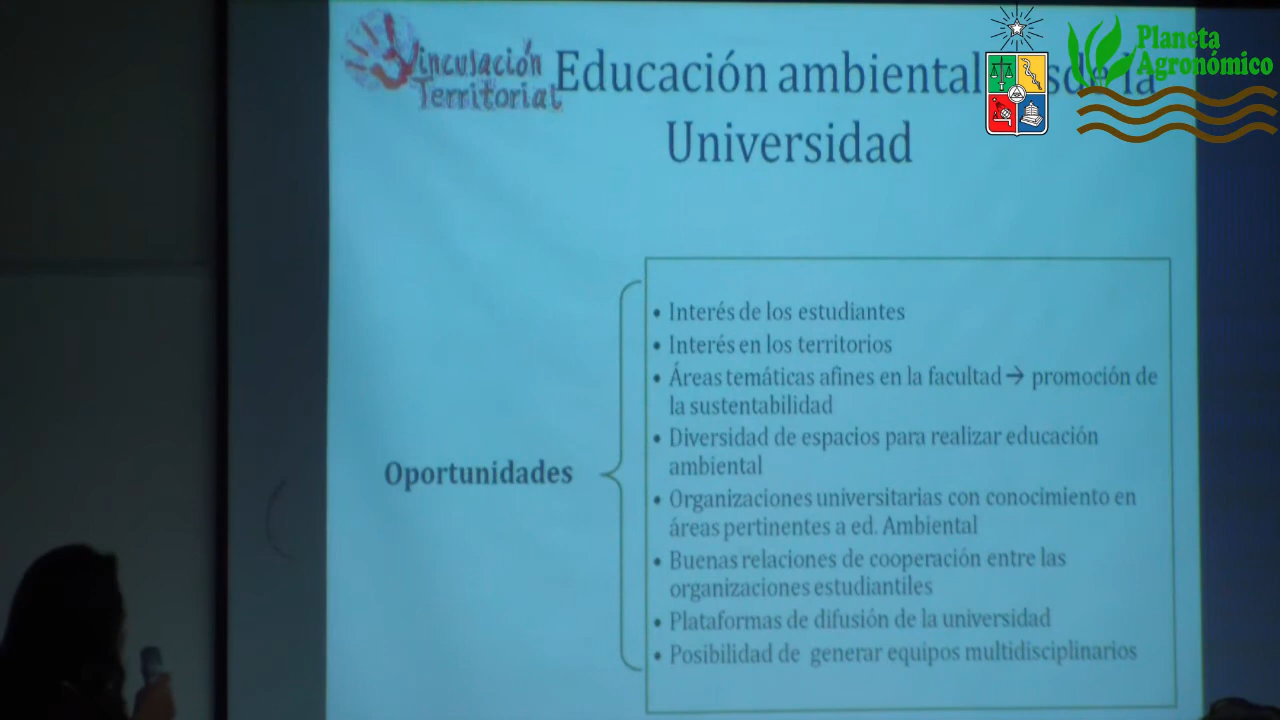 Vinculación
Territorial
Educación ambiental desde la
Universidad
Planeta
Agronómico
Oportunidades
• Interés de los estudiantes
• Interés en los territorios
• Áreas temáticas afines en la facultad → promoción de
la sustentabilidad
• Diversidad de espacios para realizar educación
ambiental
• Organizaciones universitarias con conocimiento en
áreas pertinentes a ed. Ambiental
• Buenas relaciones de cooperación entre las
organizaciones estudiantiles
• Plataformas de difusión de la universidad
• Posibilidad de generar equipos multidisciplinarios